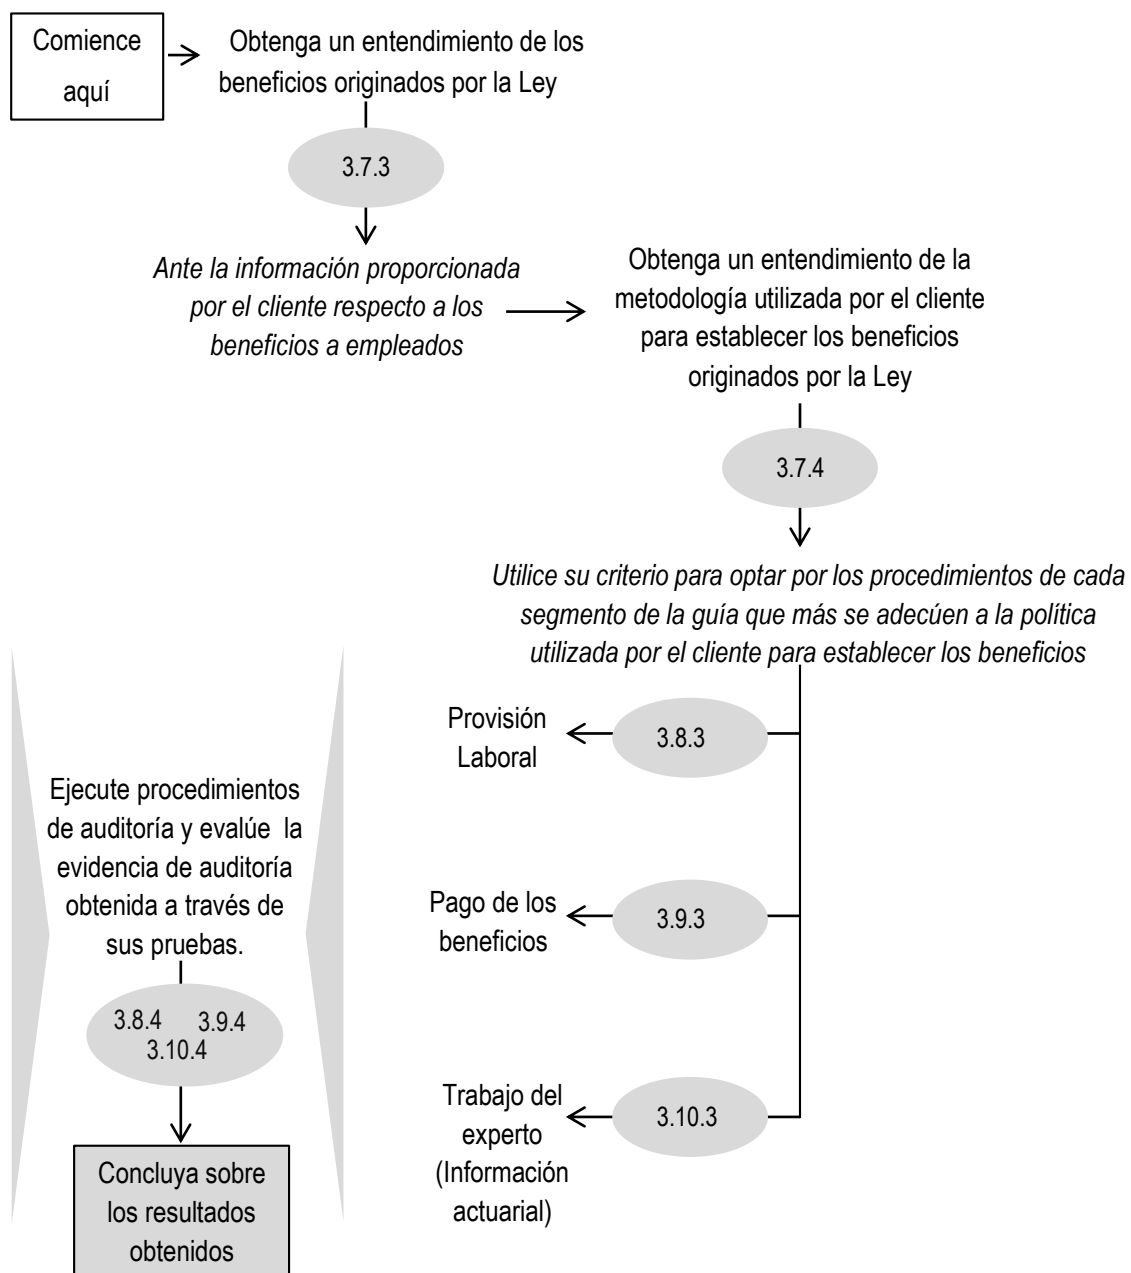 Comience
aquí
Obtenga un entendimiento de los
beneficios originados por la Ley
3.7.3
Ante la información proporcionada
por el cliente respecto a los
beneficios a empleados
Obtenga un entendimiento de la
metodología utilizada por el cliente
para establecer los beneficios
originados por la Ley
3.7.4
Utilice su criterio para optar por los procedimientos de cada
segmento de la guía que más se adecúen a la política
utilizada por el cliente para establecer los beneficios
Provisión
Laboral
3.8.3
Pago de los
beneficios
3.9.3
Trabajo del
experto
(Información
actuarial)
3.10.3
Ejecute procedimientos
de auditoría y evalúe la
evidencia de auditoría
obtenida a través de
sus pruebas.
3.8.4 3.9.4
3.10.4
Concluya sobre
los resultados
obtenidos